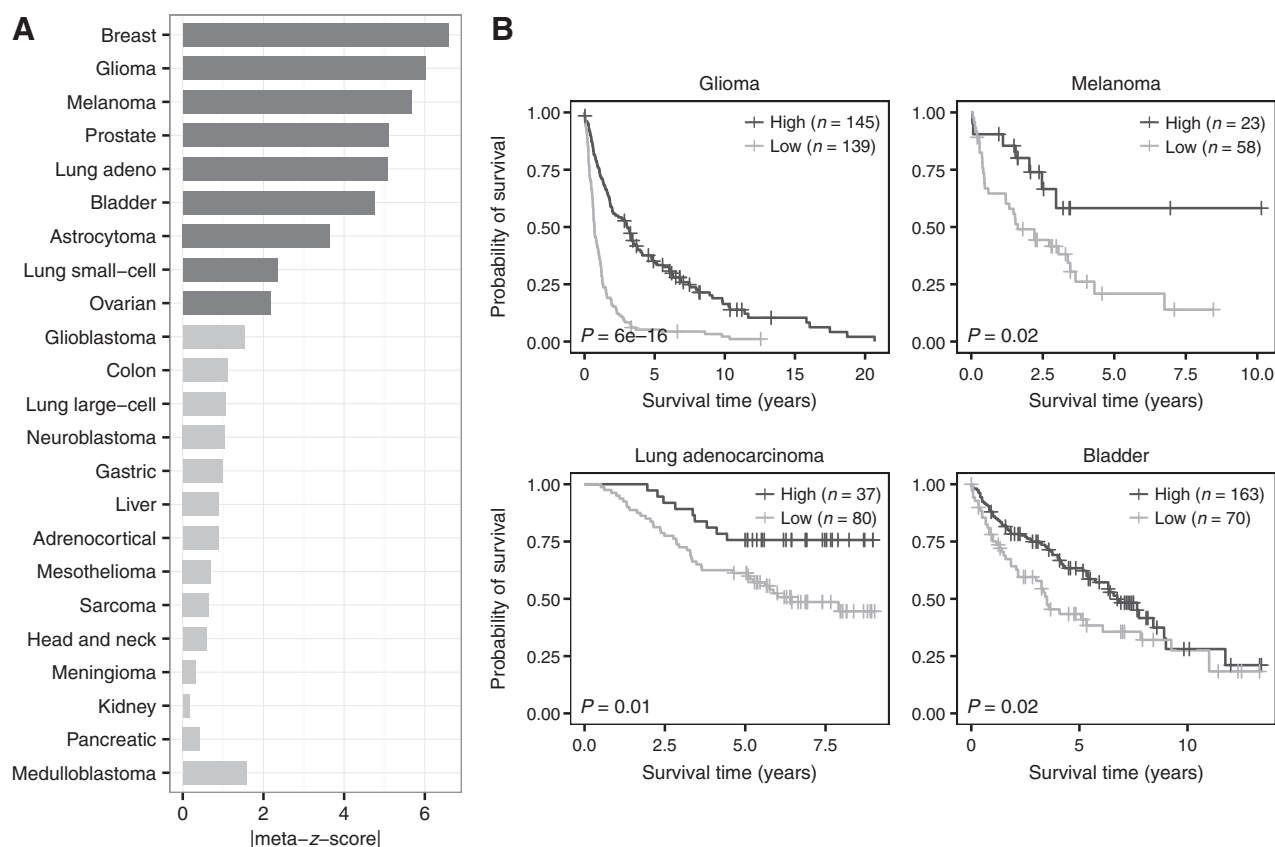 A
Breast
Glioma
Melanoma
Prostate
Lung adeno
Bladder
Astrocytoma
Lung small–cell
Ovarian
Glioblastoma
Colon
Lung large–cell
Neuroblastoma
Gastric
Liver
Adrenocortical
Mesothelioma
Sarcoma
Head and neck
Meningioma
Kidney
Pancreatic
Medulloblastoma
0 2 4 6
|meta–z–score|
B
Glioma
Probability of survival
1.00
0.75
0.50
0.25
0.00
High (n = 145)
Low (n = 139)
P = 6e–16
0 5 10 15 20
Survival time (years)
Melanoma
1.00
0.75
0.50
0.25
0.00
High (n = 23)
Low (n = 58)
P = 0.02
0.0 2.5 5.0 7.5 10.0
Survival time (years)
Lung adenocarcinoma
Probability of survival
1.00
0.75
0.50
0.25
0.00
High (n = 37)
Low (n = 80)
P = 0.01
0.0 2.5 5.0 7.5
Survival time (years)
Bladder
1.00
0.75
0.50
0.25
0.00
High (n = 163)
Low (n = 70)
P = 0.02
0 5 10
Survival time (years)